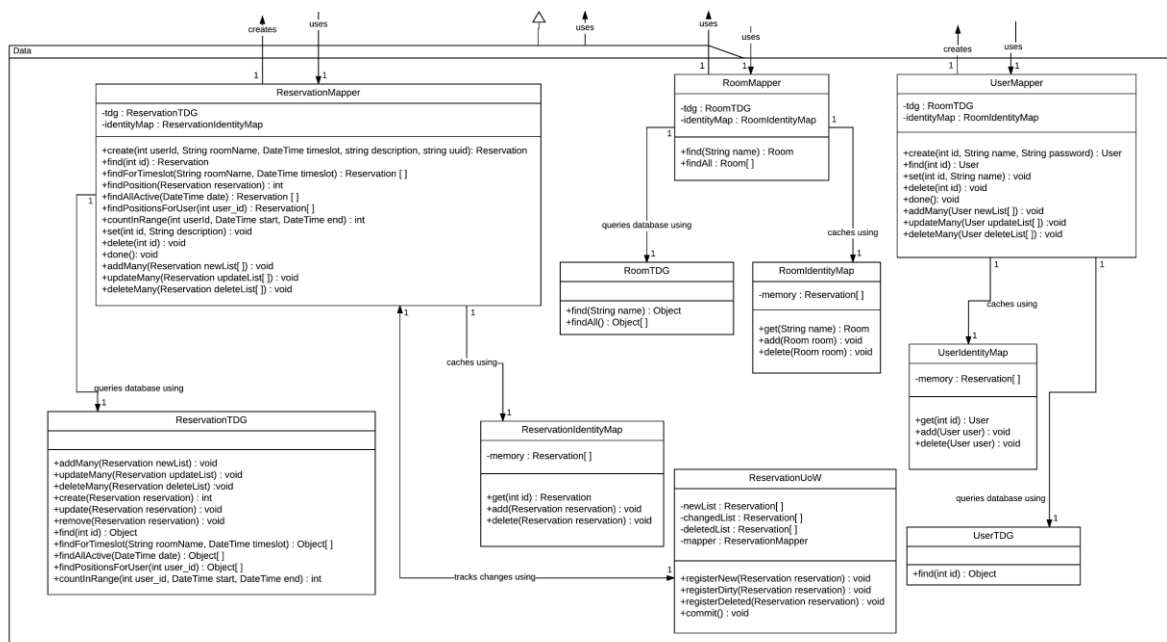 creates
uses
uses
uses
uses
creates
uses
Data
1
1
1
1
1
1
ReservationMapper
-tdg : ReservationTDG
-identityMap : ReservationIdentityMap
+create(int userId, String roomName, DateTime timeslot, string description, string uuid): Reservation
+find(int id) : Reservation
+findForTimeslot(String roomName, DateTime timeslot) : Reservation [ ]
+findPosition(Reservation reservation) : int
+findAllActive(DateTime date) : Reservation [ ]
+findPositionsForUser(int user_id) : Reservation[ ]
+countInRange(int userId, DateTime start, DateTime end) : int
+set(int id, String description) : void
+delete(int id) : void
+done(): void
+addMany(Reservation newList[ ]) : void
+updateMany(Reservation updateList[ ]) : void
+deleteMany(Reservation deleteList[ ]) : void
RoomMapper
-tdg : RoomTDG
-identityMap : RoomIdentityMap
+find(String name) : Room
+findAll : Room[ ]
UserMapper
-tdg : RoomTDG
-identityMap : RoomIdentityMap
+create(int id, String name, String password) : User
+find(int id) : User
+set(int id, String name) : void
+delete(int id) : void
+done(): void
+addMany(User newList[ ]) : void
+updateMany(User updateList[ ]) :void
+deleteMany(User deleteList[ ]) : void
1
1
1
queries database using
caches using
1
1
RoomTDG
+find(String name) : Object
+findAll() : Object[ ]
RoomIdentityMap
-memory : Reservation[ ]
+get(String name) : Room
+add(Room room) : void
+delete(Room room) : void
1
1
1
1
caches using
1
UserIdentityMap
-memory : Reservation[ ]
+get(int id) : User
+add(User user) : void
+delete(User user) : void
caches using
queries database using
1
1
ReservationTDG
+addMany(Reservation newList) : void
+updateMany(Reservation updateList) : void
+deleteMany(Reservation deleteList) :void
+create(Reservation reservation) : int
+update(Reservation reservation) : void
+remove(Reservation reservation) : void
+find(int id) : Object
+findForTimeslot(String roomName, DateTime timeslot) : Object[ ]
+findAllActive(DateTime date) : Object[ ]
+findPositionsForUser(int user_id) : Object[ ]
+countInRange(int user_id, DateTime start, DateTime end) : int
ReservationIdentityMap
-memory : Reservation[ ]
+get(int id) : Reservation
+add(Reservation reservation) : void
+delete(Reservation reservation) : void
ReservationUoW
-newList : Reservation[ ]
-changedList : Reservation[ ]
-deletedList : Reservation[ ]
-mapper : ReservationMapper
+registerNew(Reservation reservation) : void
+registerDirty(Reservation reservation) : void
+registerDeleted(Reservation reservation) : void
+commit() : void
tracks changes using
1
queries database using
1
UserTDG
+find(int id) : Object